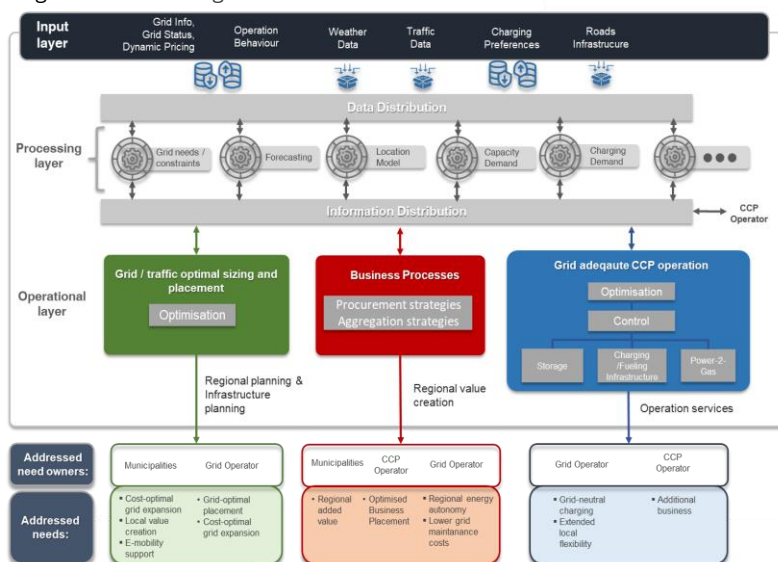 Input
layer
Grid Info,
Grid Status,
Dynamic Pricing
Operation
Behaviour
Weather
Data
Traffic
Data
Charging
Preferences
Roads
Infrastrucure
Data Distribution
Processing
layer
Grid needs /
constraints
Forecasting
Location
Model
Capacity
Demand
Charging
Demand
Information Distribution
CCP
Operator
Operational
layer
Grid / traffic optimal sizing and
placement
Optimisation
Business Processes
Procurement strategies
Aggregation strategies
Grid adeqaute CCP operation
Optimisation
Control
Storage
Charging
/Fueling
Infrastructure
Power-2-
Gas
Regional planning &
Infrastructure
planning
Regional value
creation
Operation services
Addressed
need owners:
Municipalities
Grid Operator
Municipalities
CCP
Operator
Grid Operator
Grid Operator
CCP
Operator
Addressed
needs:
▪ Cost-optimal
grid expansion
▪ Local value
creation
▪ E-mobility
support
▪ Grid-optimal
placement
▪ Cost-optimal
grid expansion
▪ Regional
added
value
▪ Optimised
Business
Placement
▪ Regional energy
autonomy
▪ Lower grid
maintanance
costs
▪ Grid-neutral
charging
▪ Extended
local
flexibility
▪ Additional
business